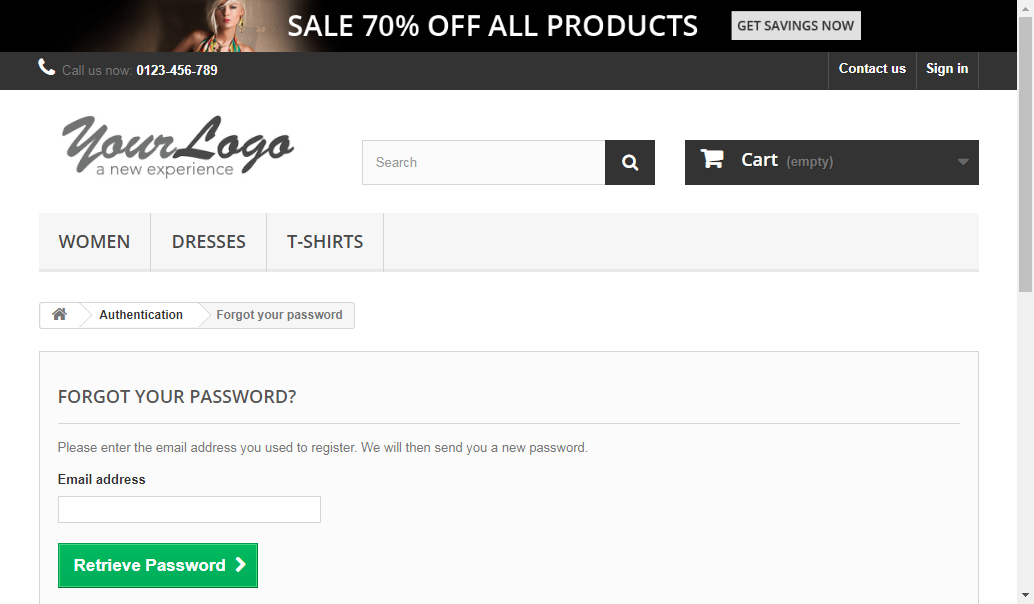 SALE 70% OFF ALL PRODUCTS
GET SAVINGS NOW
Call us now: 0123-456-789
Contact us
Sign in
YourLogo
a new experience
Search
Cart (empty)
WOMEN
DRESSES
T-SHIRTS
Authentication
Forgot your password
FORGOT YOUR PASSWORD?
Please enter the email address you used to register. We will then send you a new password.
Email address
Retrieve Password